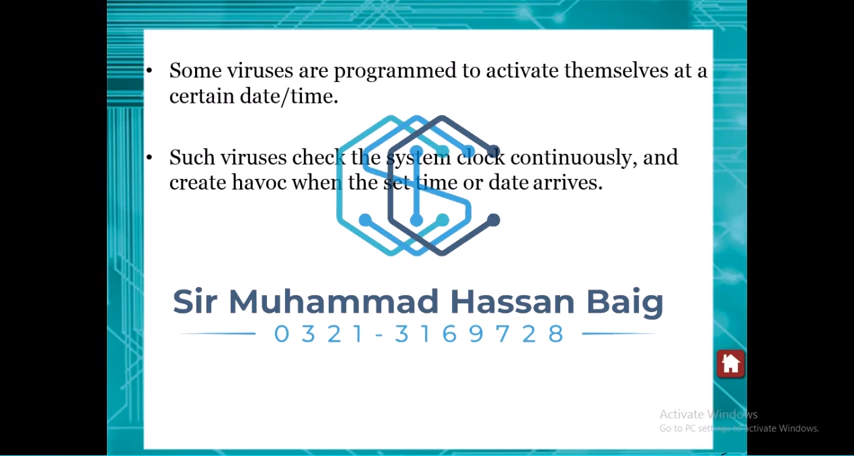 • Some viruses are programmed to activate themselves at a
certain date/time.
• Such viruses check the system clock continuously, and
create havoc when the set time or date arrives.
Sir Muhammad Hassan Baig
0321-3169728
Activate Windows
Go to PC settings to activate Windows.